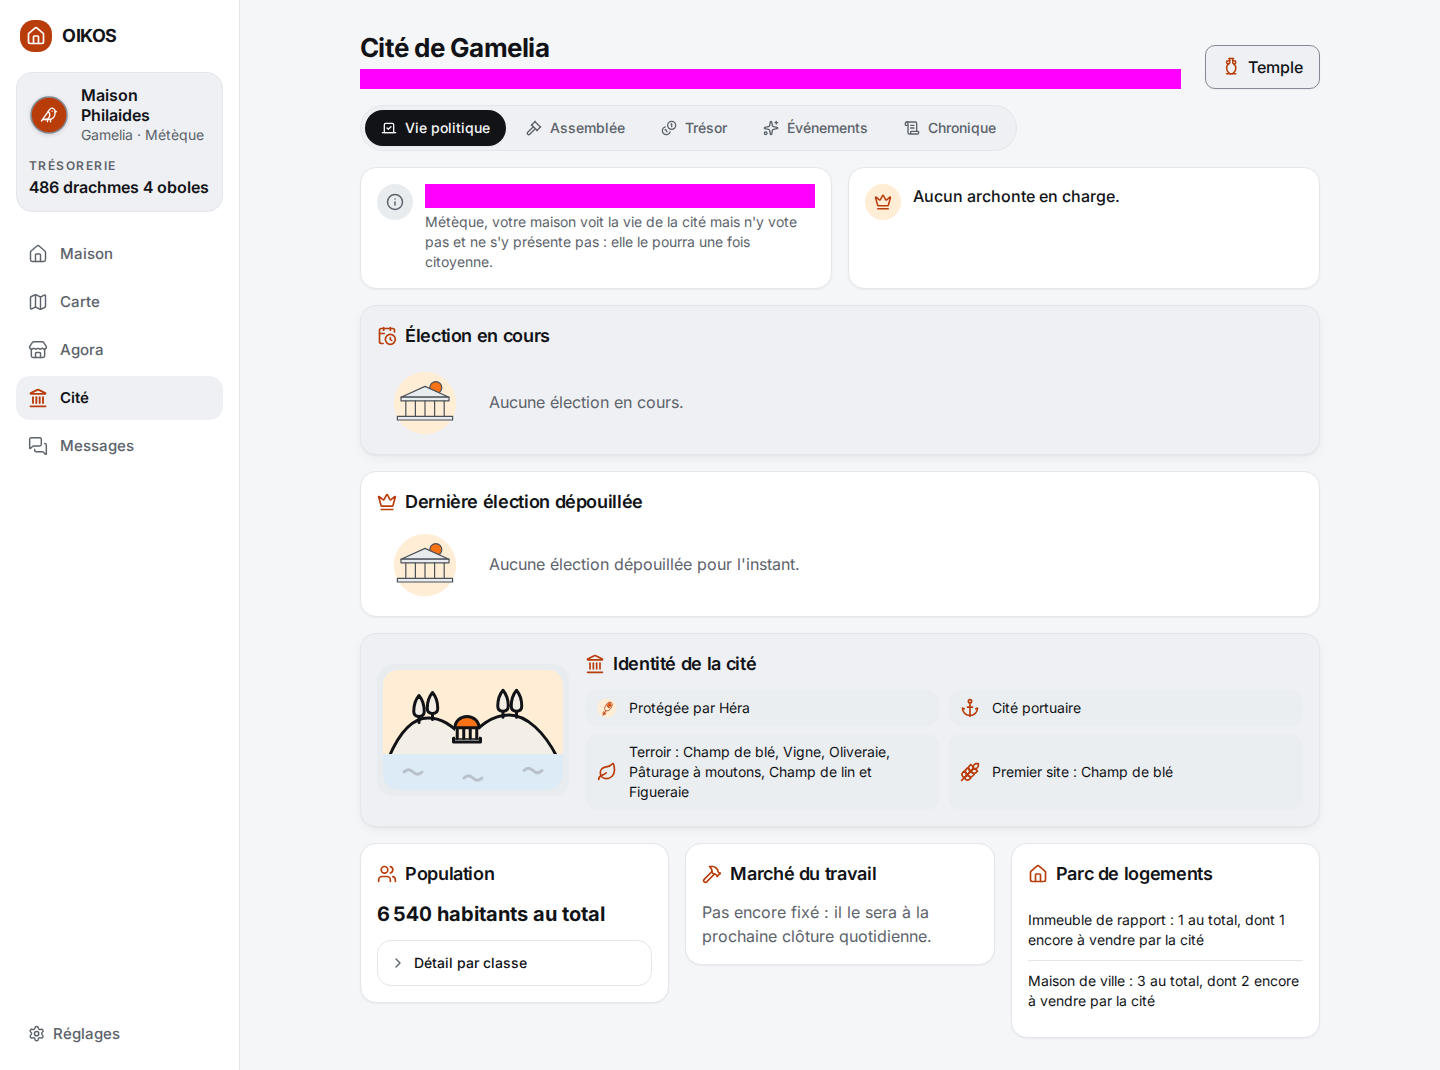 OIKOS
Maison
Philaides
Gamelia · Métèque
TRÉSORERIE
486 drachmes 4 oboles
Maison
Carte
Agora
Cité
Messages
Réglages
Cité de Gamelia
Temple
Vie politique
Assemblée
Trésor
Événements
Chronique
Métèque, votre maison voit la vie de la cité mais n'y vote
pas et ne s'y présente pas : elle le pourra une fois
citoyenne.
Aucun archonte en charge.
Élection en cours
Aucune élection en cours.
Dernière élection dépouillée
Aucune élection dépouillée pour l'instant.
Identité de la cité
Protégée par Héra
Cité portuaire
Terroir : Champ de blé, Vigne, Oliveraie,
Pâturage à moutons, Champ de lin et
Figueraie
Premier site : Champ de blé
Population
6 540 habitants au total
Détail par classe
Marché du travail
Pas encore fixé : il le sera à la
prochaine clôture quotidienne.
Parc de logements
Immeuble de rapport : 1 au total, dont 1
encore à vendre par la cité
Maison de ville : 3 au total, dont 2 encore
à vendre par la cité